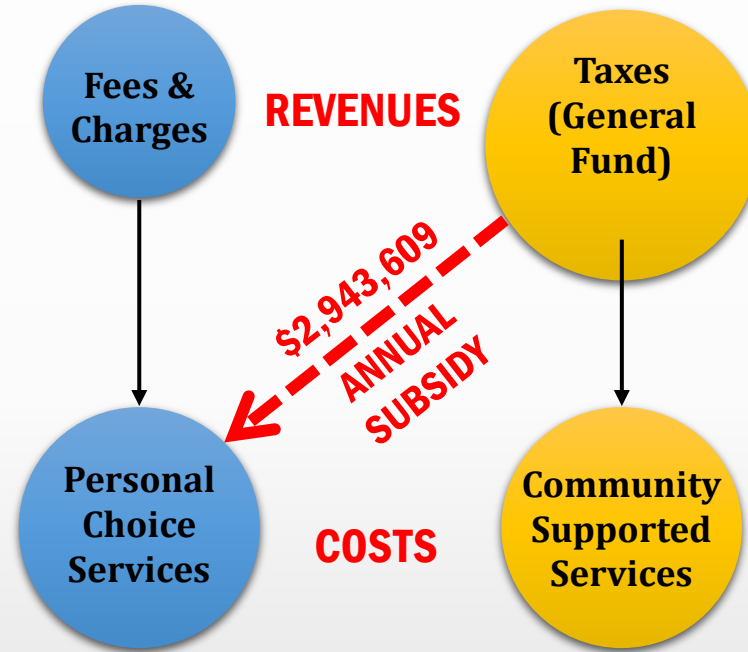 Fees &
Charges
REVENUES
Taxes
(General
Fund)
$2,943,609
ANNUAL
SUBSIDY
Personal
Choice
Services
COSTS
Community
Supported
Services